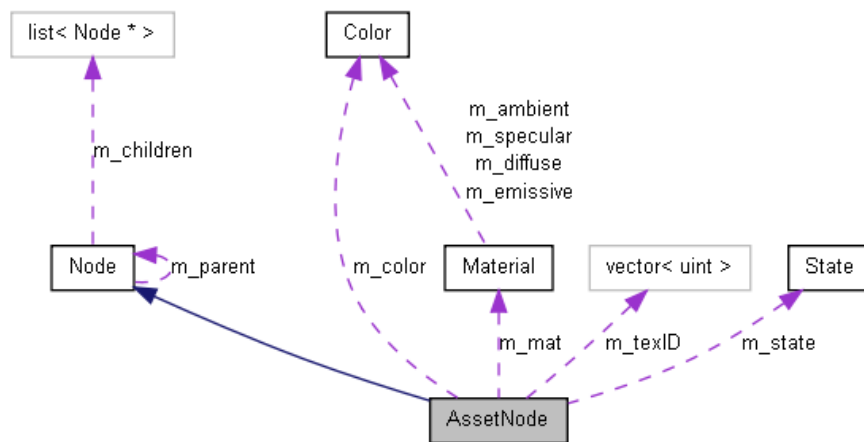 list< Node * >
Color
m_ambient
m_specular
m_diffuse
m_emissive
m_children
Node
m_parent
m_color
Material
vector< uint >
State
m_mat
m_texID
m_state
AssetNode